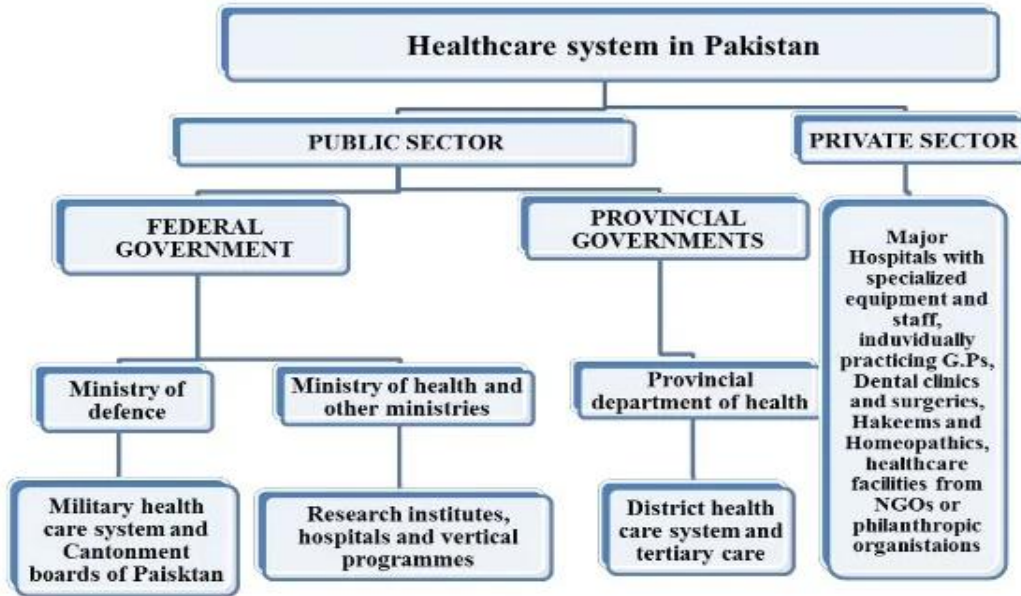 Healthcare system in Pakistan
PUBLIC SECTOR
PRIVATE SECTOR
FEDERAL
GOVERNMENT
PROVINCIAL
GOVERNMENTS
Major
Hospitals with
specialized
equipment and
staff,
induvidually
practicing G.Ps,
Dental clinics
and surgeries,
Hakeems and
Homeopathics,
healthcare
facilities from
NGOs or
philanthropic
organistaions
Ministry of
defence
Ministry of health and
other ministries
Provincial
department of health
Military health
care system and
Cantonment
boards of Paisktan
Research institutes,
hospitals and vertical
programmes
District health
care system and
tertiary care